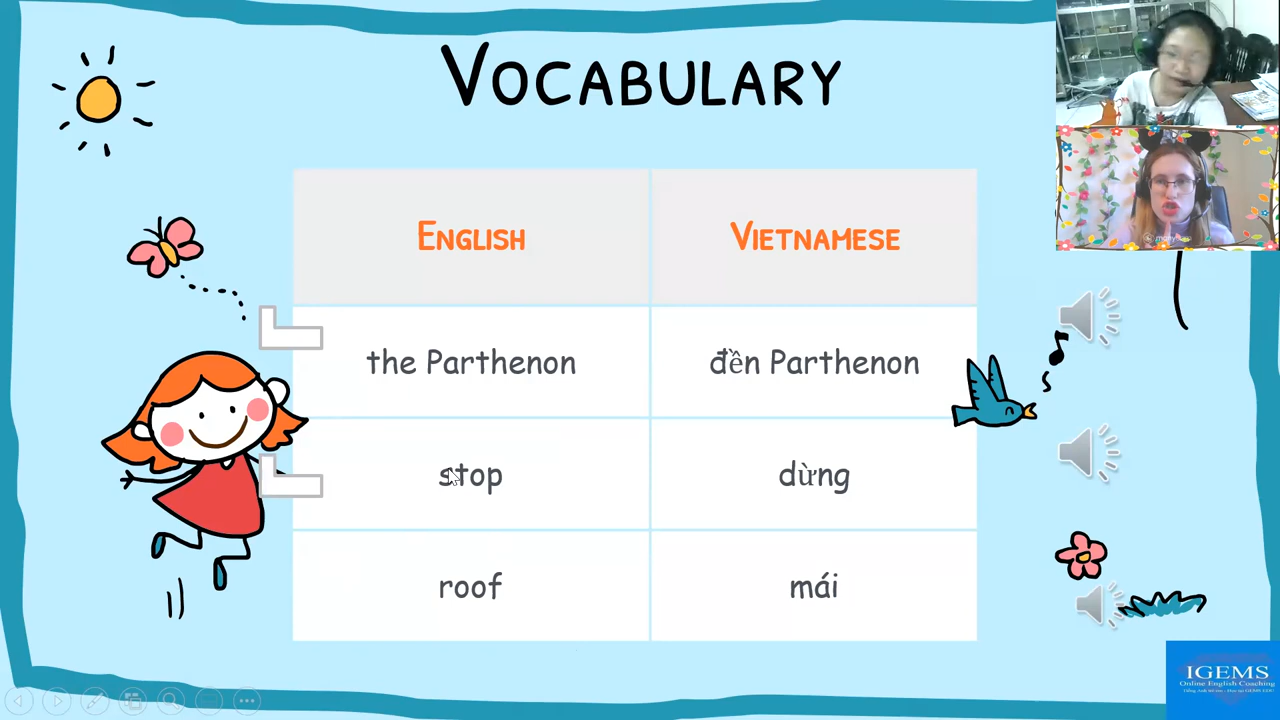 VOCABULARY
ENGLISH
VIETNAMESE
the Parthenon
đền Parthenon
stop
dừng
roof
mái
IGEMS
Online English Coaching